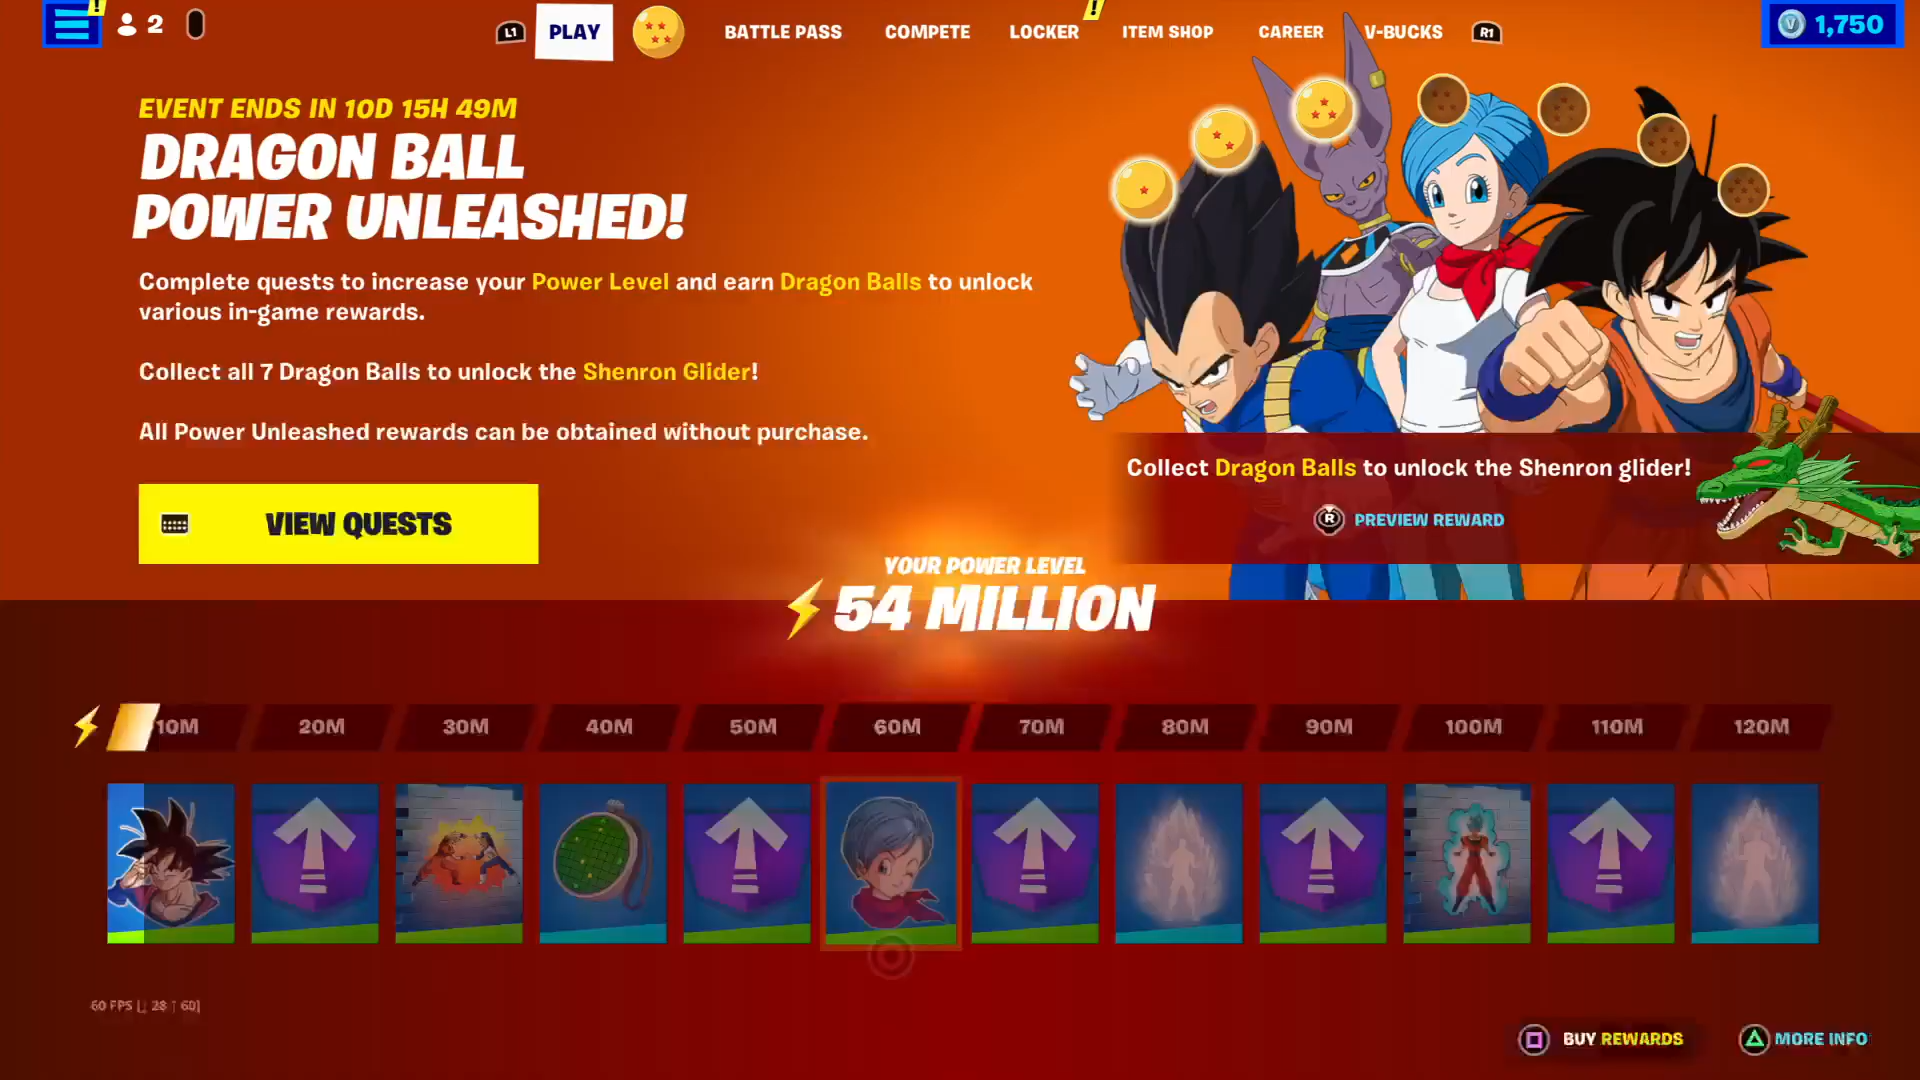 !
2
L1
PLAY
BATTLE PASS
COMPETE
LOCKER
!
ITEM SHOP
CAREER
V-BUCKS
R1
1,750
EVENT ENDS IN 10D 15H 49M
DRAGON BALL
POWER UNLEASHED!
Complete quests to increase your Power Level and earn Dragon Balls to unlock
various in-game rewards.
Collect all 7 Dragon Balls to unlock the Shenron Glider!
All Power Unleashed rewards can be obtained without purchase.
VIEW QUESTS
Collect Dragon Balls to unlock the Shenron glider!
R PREVIEW REWARD
YOUR POWER LEVEL
54 MILLION
10M
20M
30M
40M
50M
60M
70M
80M
90M
100M
110M
120M
60 FPS [↓ 28 ↑ 60]
BUY REWARDS
MORE INFO